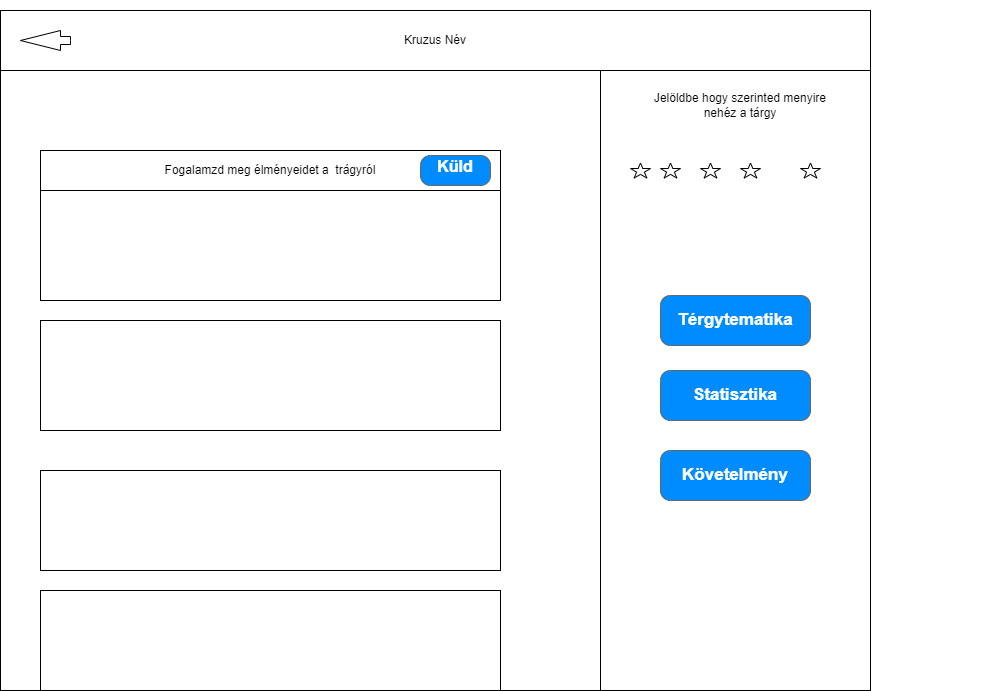 Kruzus Név
Jelöldbe hogy szerinted menyire
nehéz a tárgy
Fogalamzd meg élményeidet a  trágyról
Küld
Térgytematika
Statisztika
Követelmény